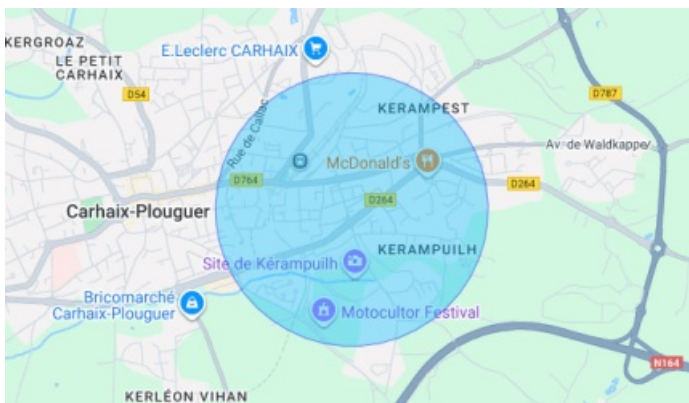 KERGROAZ
E.Leclerc CARHAIX
LE PETIT
CARHAIX
D54
D787
KERAMPEST
Rue de Callac
Av. de Waldkappel
McDonald's
D764
D264
D264
Carhaix-Plouguer
KERAMPUILH
Site de Kérampuilh
Bricomarché
Carhaix-Plouguer
Motocultor Festival
N164
KERLÉON VIHAN